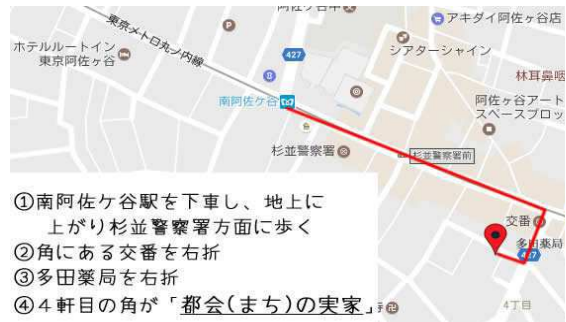 阿佐ケ谷
アキダイ阿佐ヶ谷店
東京メトロ丸ノ内線
ホテルルートイン
東京阿佐ヶ谷
シアターシャイン
427
林耳鼻咽
南阿佐ケ谷
阿佐ヶ谷アート
スペースブロッ
杉並警察署
杉並警察署前
①南阿佐ケ谷駅を下車し、地上に
上がり杉並警察署方面に歩く
②角にある交番を右折
③多田薬局を右折
④4軒目の角が「都会(まち)の実家」
交番
多田薬局
427
4丁目